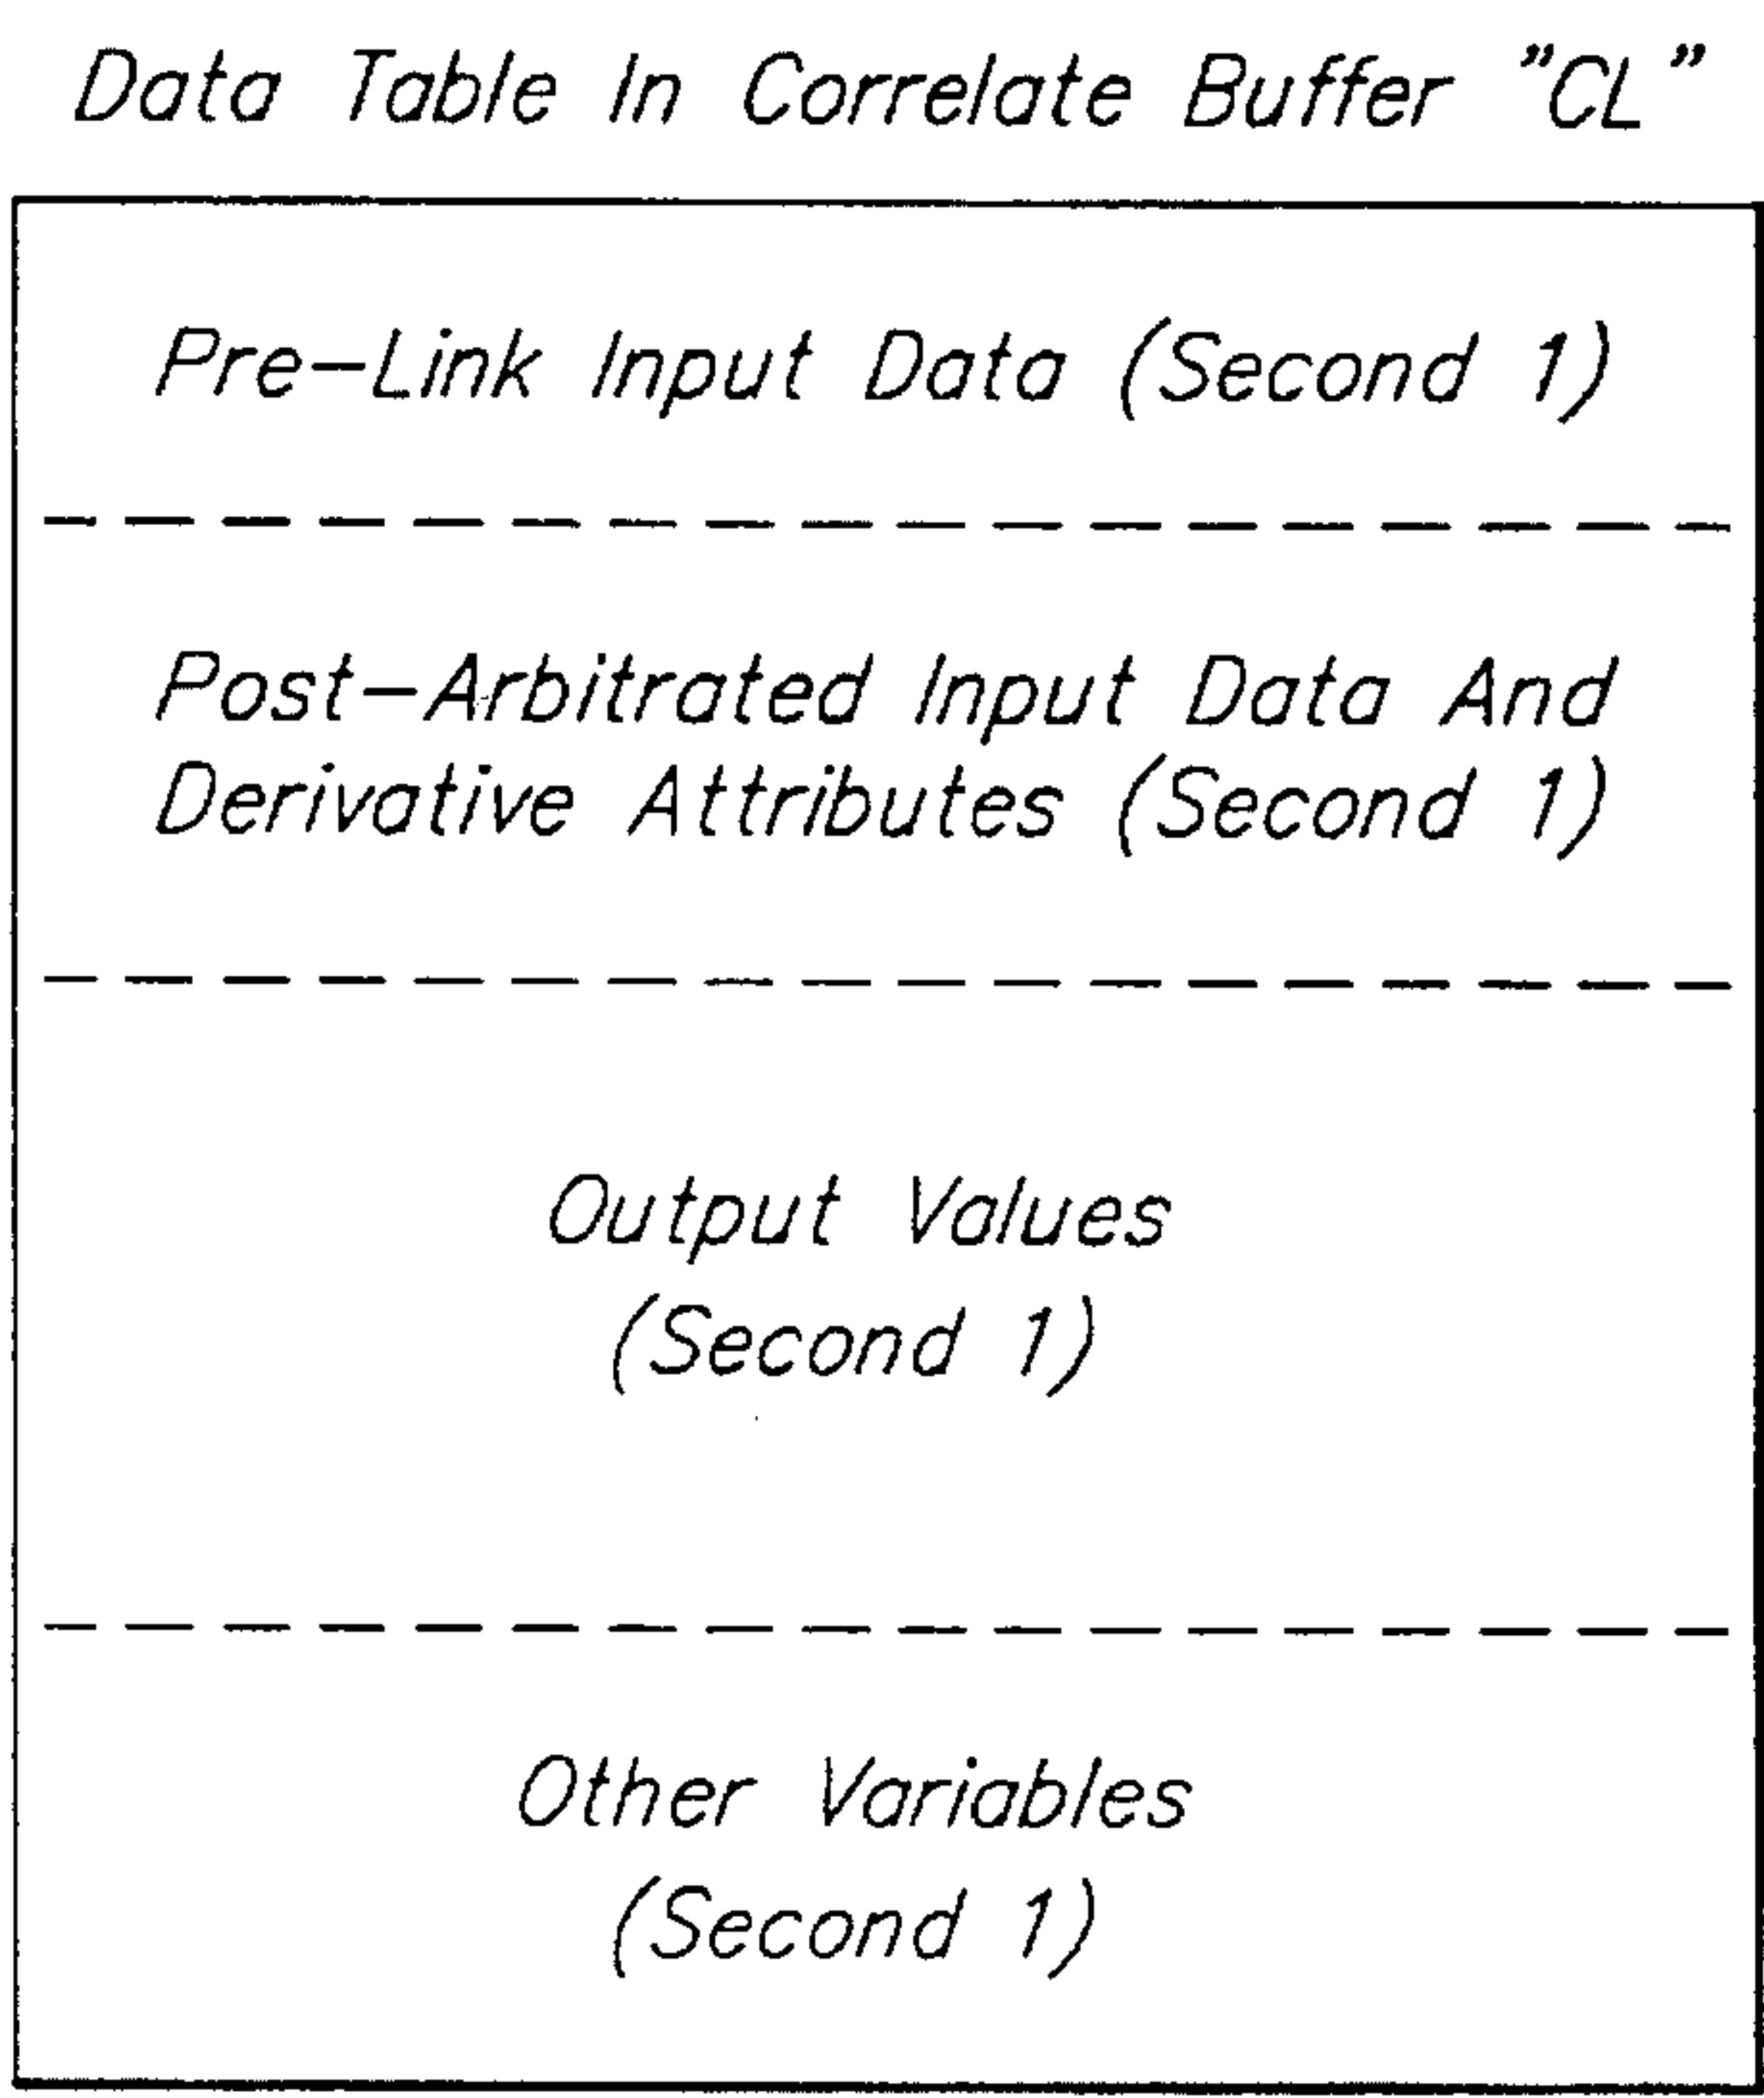 Data Table In Correlate Buffer "CL"
Pre-Link Input Data (Second 1)
Post-Arbitrated Input Data And
Derivative Attributes (Second 1)
Output Values
(Second 1)
Other Variables
(Second 1)